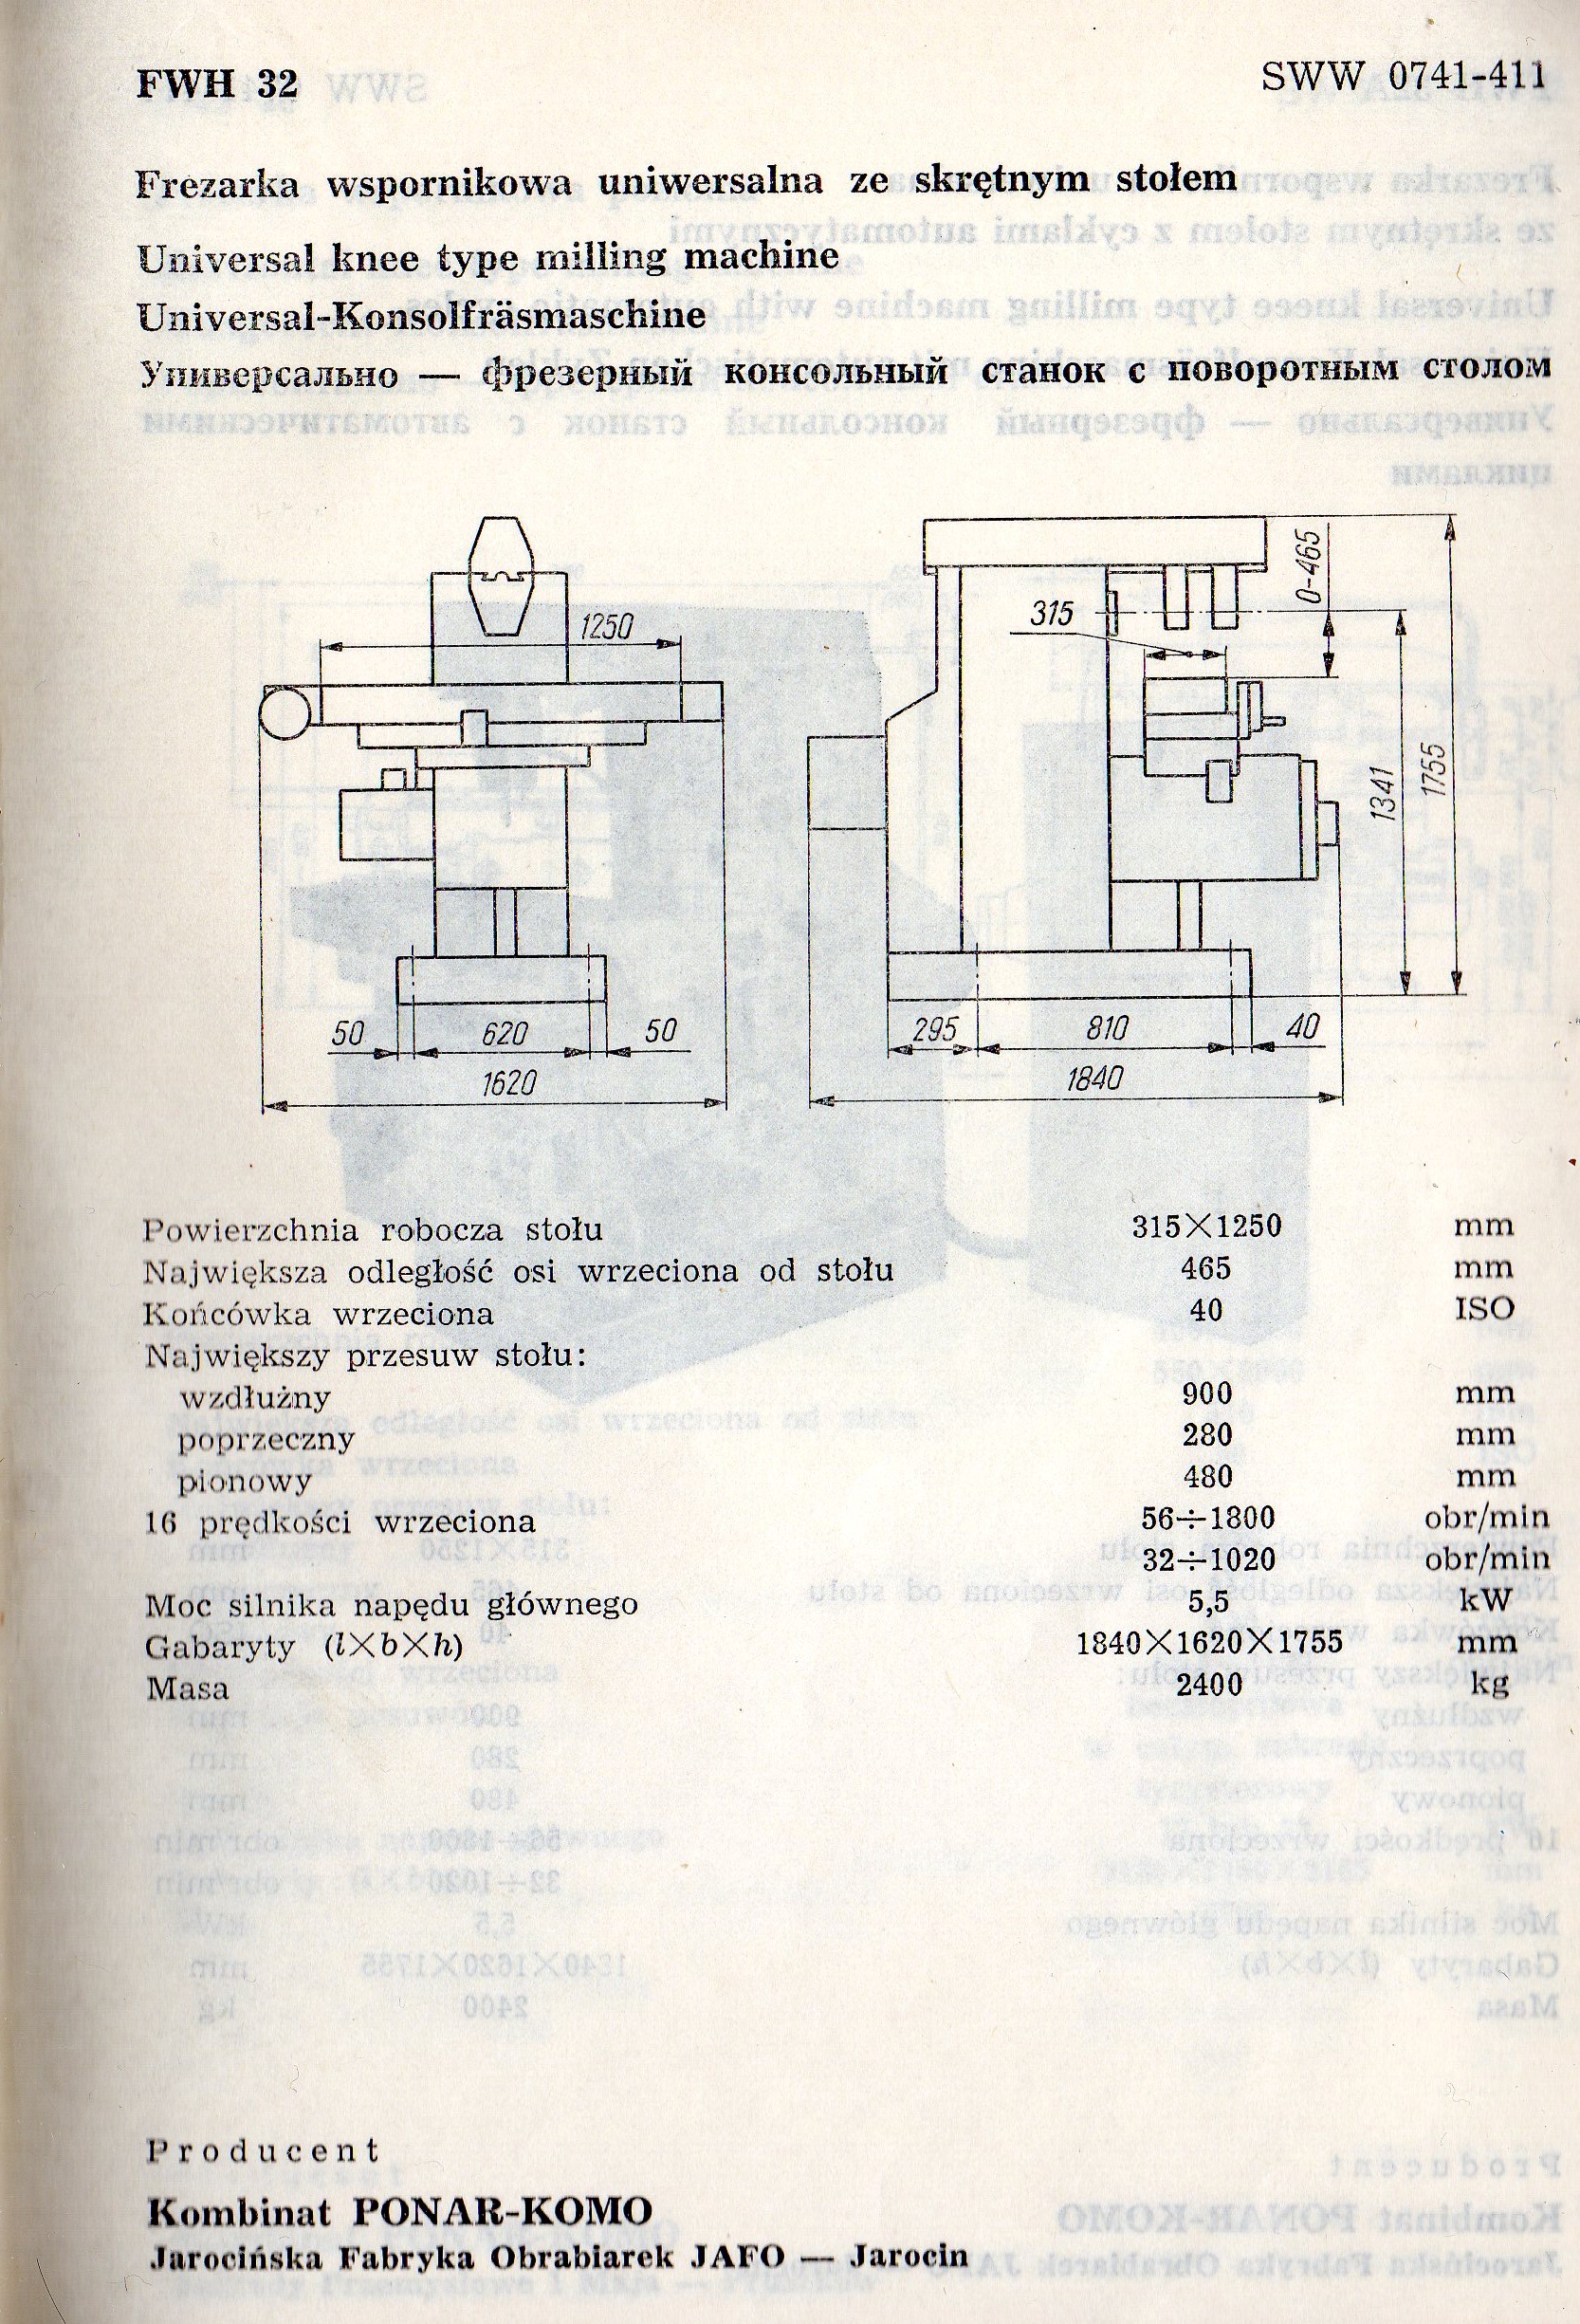 FWH 32 SWW 0741-411
Frezarka wspornikowa uniwersalna ze skrętnym stołem
Universal knee type milling machine
Universal-Konsolfräsmaschine
Универсально — фрезерный консольный станок с поворотным столом
1250
315
0-465
1341
1755
50 620 50
1620
295 810 40
1840
Powierzchnia robocza stołu 315×1250 mm
Największa odległość osi wrzeciona od stołu 465 mm
Końcówka wrzeciona 40 ISO
Największy przesuw stołu:
wzdłużny 900 mm
poprzeczny 280 mm
pionowy 480 mm
16 prędkości wrzeciona 56÷1800 obr/min
32÷1020 obr/min
Moc silnika napędu głównego 5,5 kW
Gabaryty (l×b×h) 1840×1620×1755 mm
Masa 2400 kg
Producent
Kombinat PONAR-KOMO
Jarocińska Fabryka Obrabiarek JAFO — Jarocin